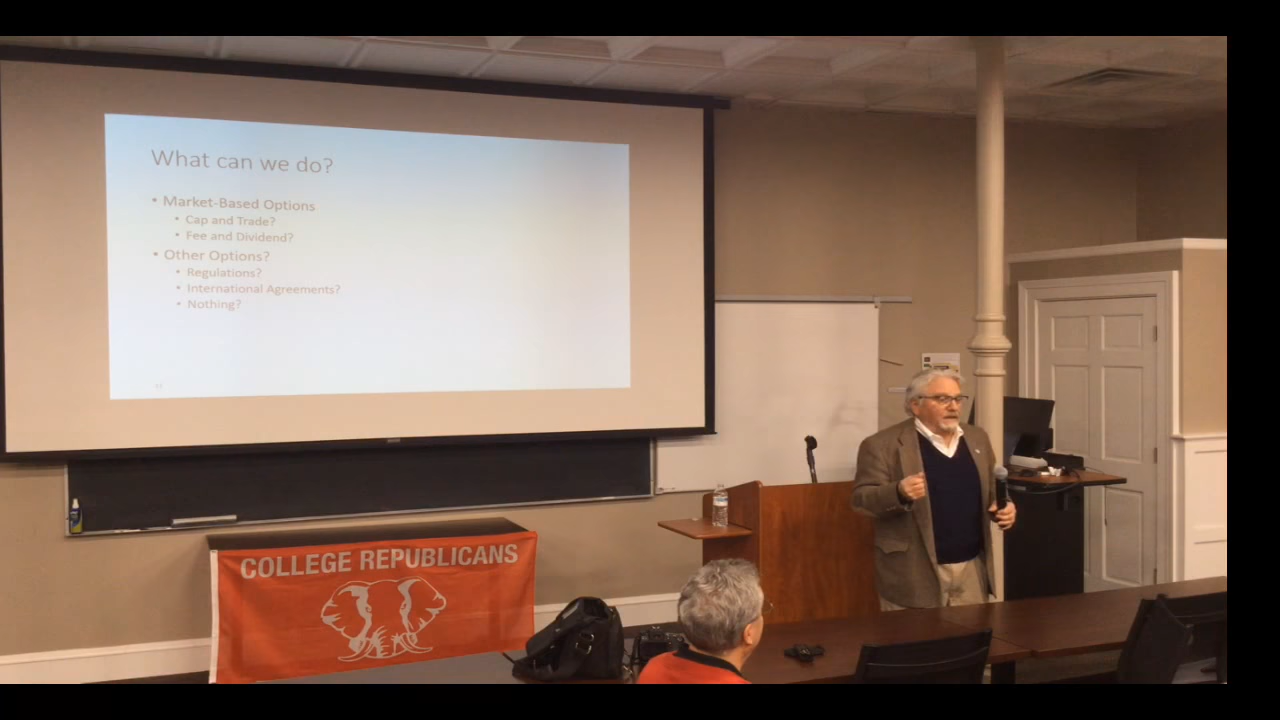 What can we do?
• Market-Based Options
• Cap and Trade?
• Fee and Dividend?
• Other Options?
• Regulations?
• International Agreements?
• Nothing?
COLLEGE REPUBLICANS